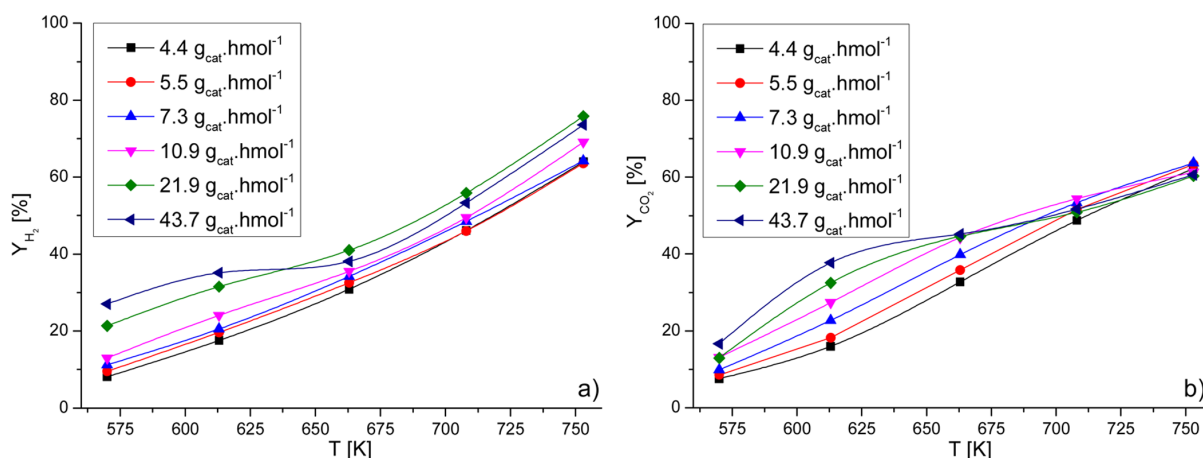 100
80
60
40
20
0
Y_H₂ [%]
4.4 g_cat.hmol⁻¹
5.5 g_cat.hmol⁻¹
7.3 g_cat.hmol⁻¹
10.9 g_cat.hmol⁻¹
21.9 g_cat.hmol⁻¹
43.7 g_cat.hmol⁻¹
a)
575 600 625 650 675 700 725 750
T [K]
100
80
60
40
20
0
Y_CO₂ [%]
4.4 g_cat.hmol⁻¹
5.5 g_cat.hmol⁻¹
7.3 g_cat.hmol⁻¹
10.9 g_cat.hmol⁻¹
21.9 g_cat.hmol⁻¹
43.7 g_cat.hmol⁻¹
b)
575 600 625 650 675 700 725 750
T [K]